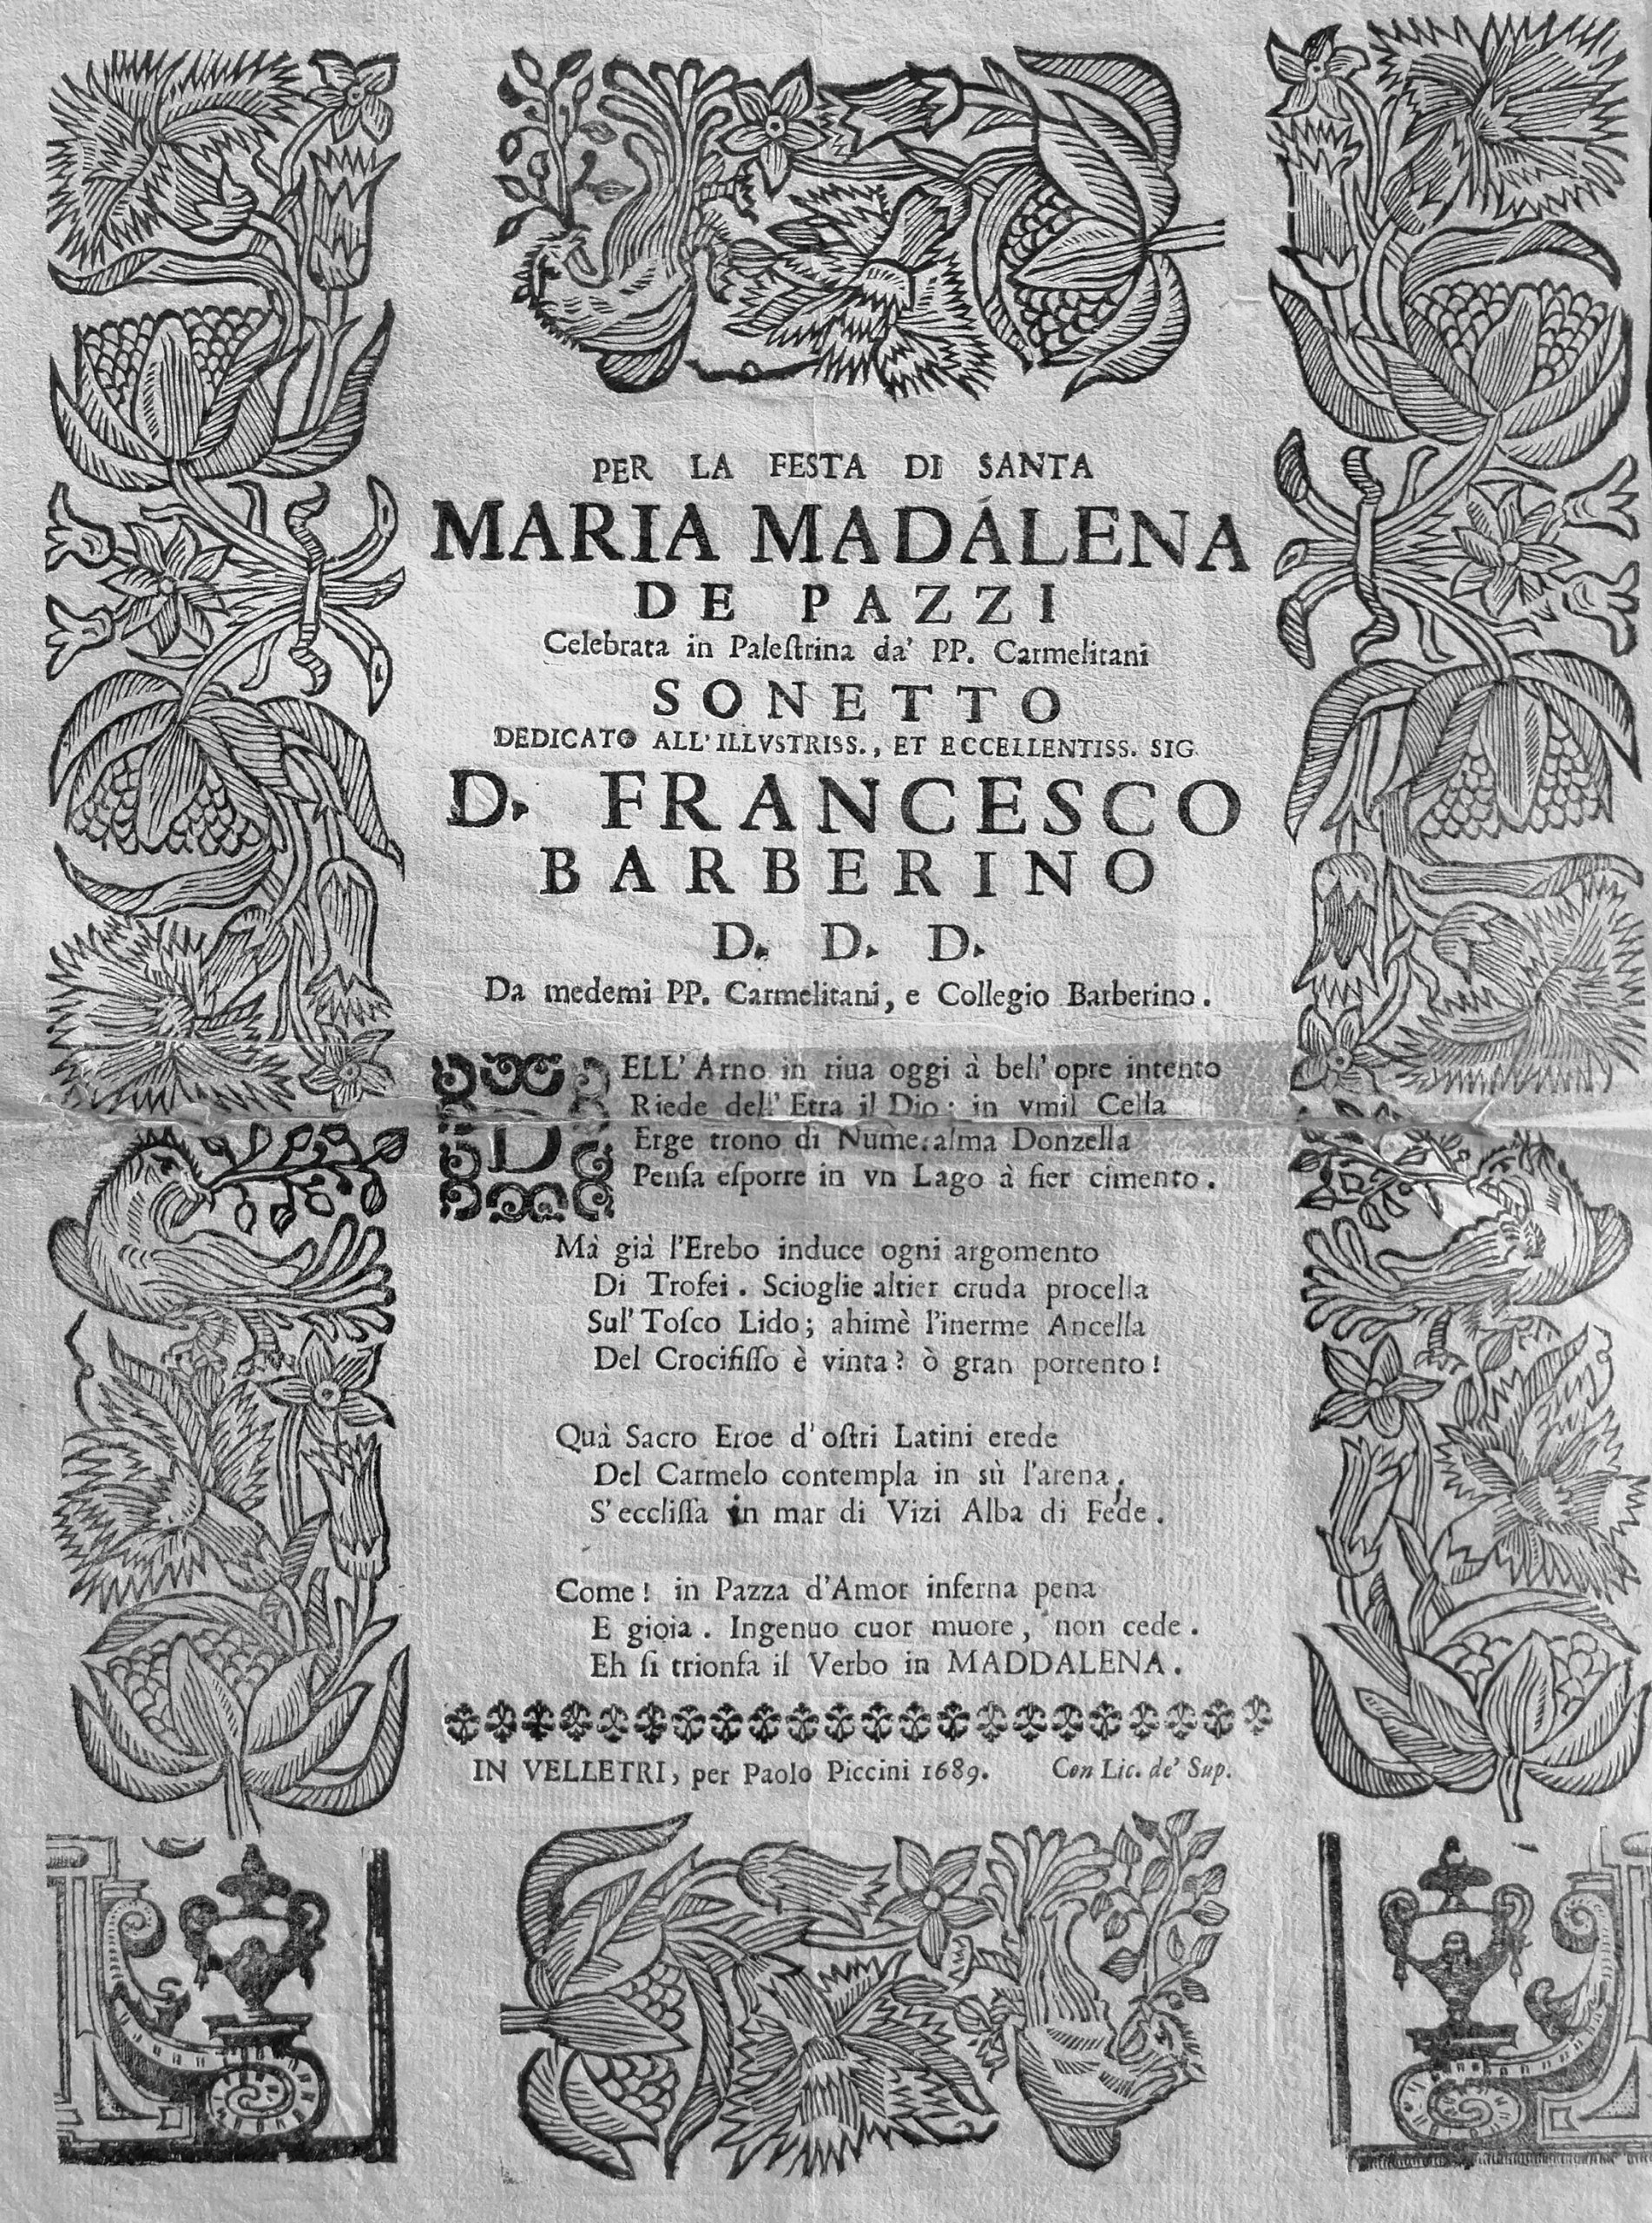 PER LA FESTA DI SANTA
MARIA MADALENA
DE PAZZI
Celebrata in Paleſtrina da' PP. Carmelitani
SONETTO
DEDICATO ALL'ILLVSTRISS., ET ECCELLENTISS. SIG.
D. FRANCESCO
BARBERINO
D. D. D.
Da medemi PP. Carmelitani, e Collegio Barberino.
DELL' Arno in riua oggi à bell' opre intento
Riede dell' Etra il Dio: in vmil Cella
Erge trono di Nume: alma Donzella
Penſa eſporre in vn Lago à fier cimento.
Mà già l'Erebo induce ogni argomento
Di Trofei. Scioglie altier cruda procella
Sul' Toſco Lido; ahimè l'inerme Ancella
Del Crocifiſſo è vinta? ò gran portento!
Quà Sacro Eroe d' oſtri Latini erede
Del Carmelo contempla in sù l'arena,
S' eccliſſa in mar di Vizi Alba di Fede.
Come! in Pazza d'Amor inferna pena
E gioia. Ingenuo cuor muore, non cede.
Eh ſi trionfa il Verbo in MADDALENA.
IN VELLETRI, per Paolo Piccini 1689. Con Lic. de' Sup.